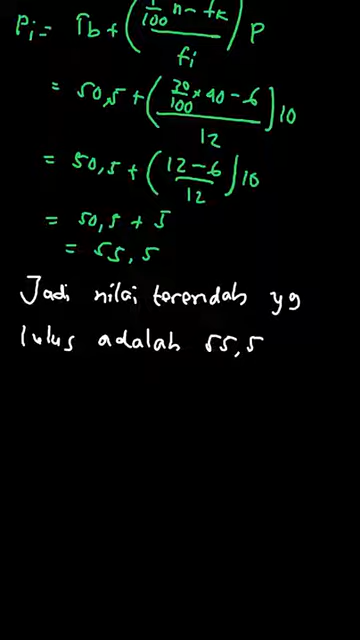 Pi = Tb + (i/100 n - fk / fi) P
= 50,5 + (30/100 × 40 - 6 / 12) 10
= 50,5 + (12 - 6 / 12) 10
= 50,5 + 5
= 55,5
Jadi nilai terendah yg
lulus adalah 55,5